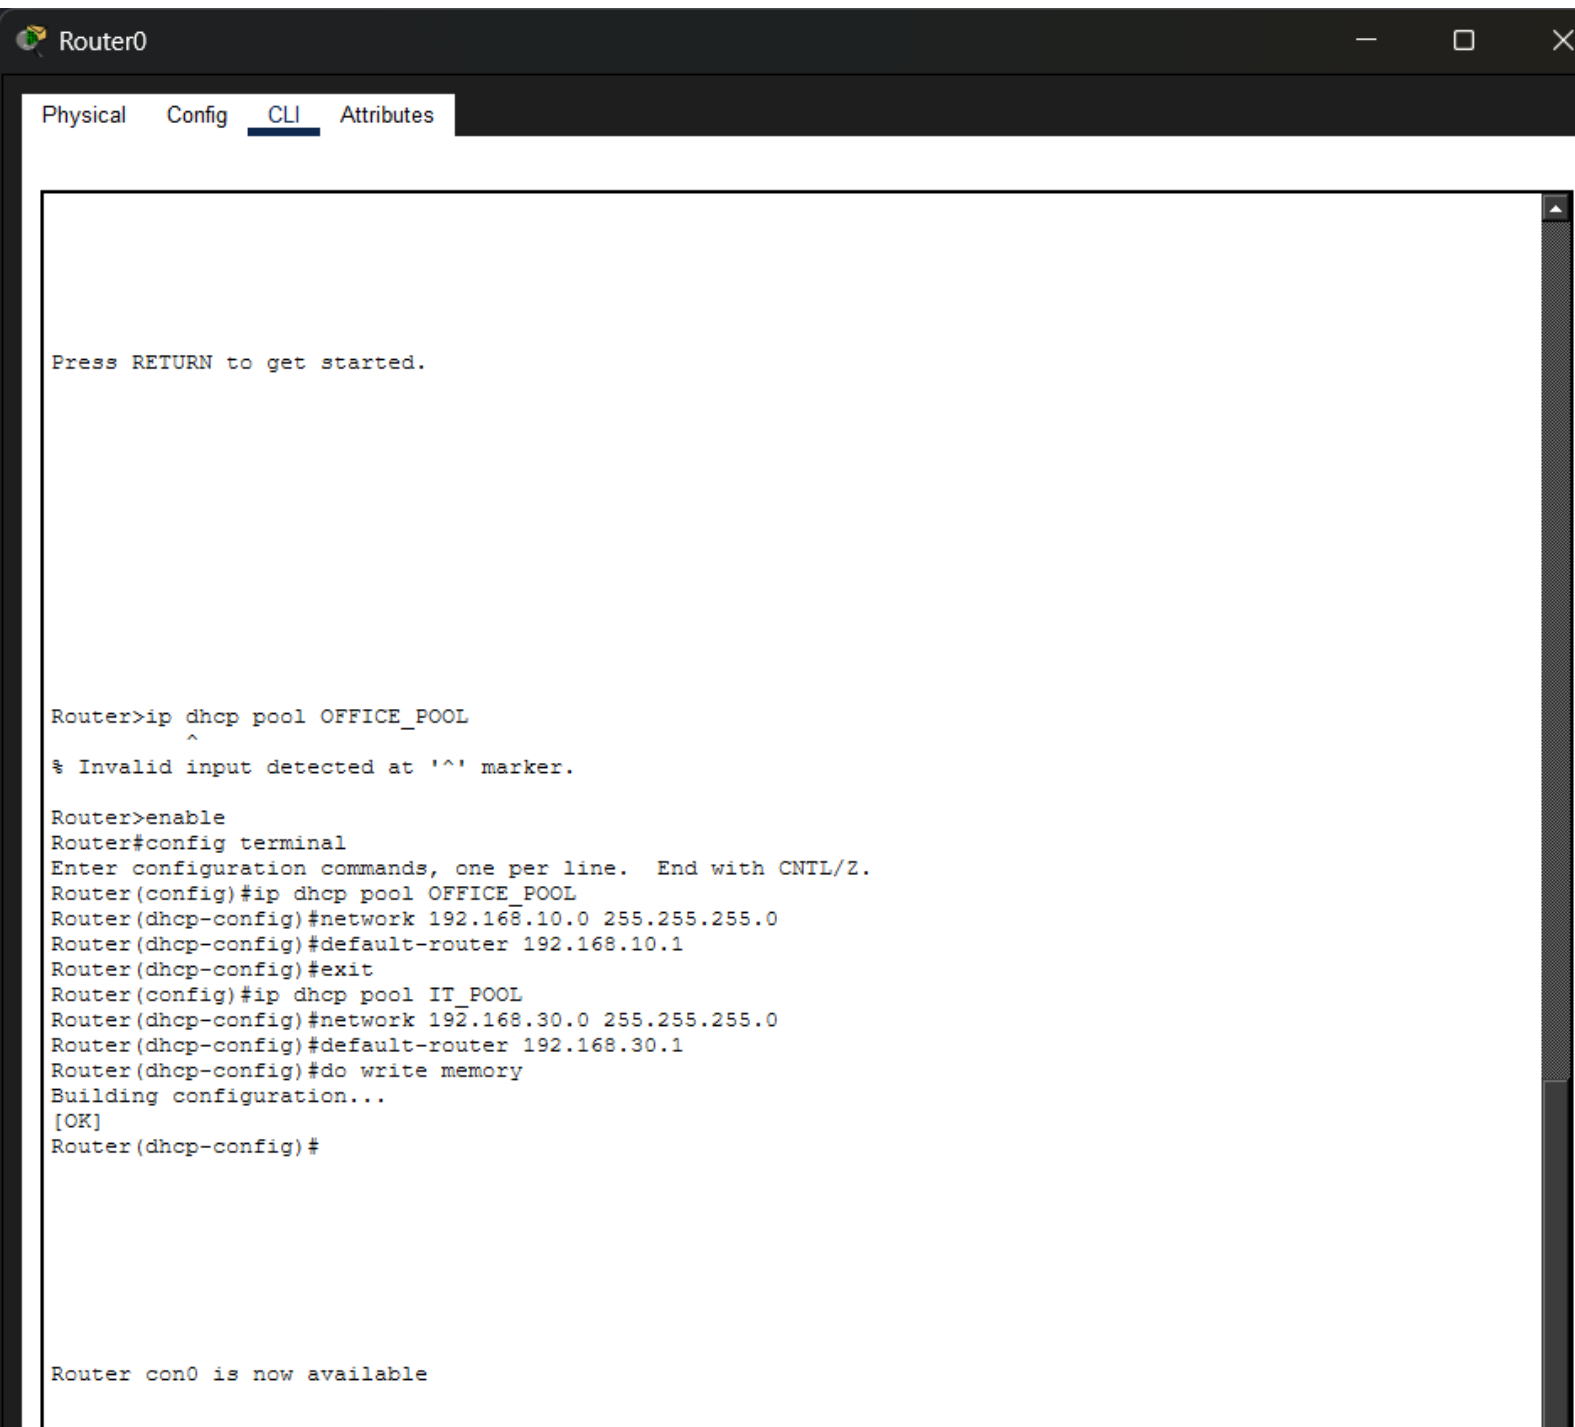 Router0
Physical Config CLI Attributes
Press RETURN to get started.
Router>ip dhcp pool OFFICE_POOL
^
% Invalid input detected at '^' marker.
Router>enable
Router#config terminal
Enter configuration commands, one per line.  End with CNTL/Z.
Router(config)#ip dhcp pool OFFICE_POOL
Router(dhcp-config)#network 192.168.10.0 255.255.255.0
Router(dhcp-config)#default-router 192.168.10.1
Router(dhcp-config)#exit
Router(config)#ip dhcp pool IT_POOL
Router(dhcp-config)#network 192.168.30.0 255.255.255.0
Router(dhcp-config)#default-router 192.168.30.1
Router(dhcp-config)#do write memory
Building configuration...
[OK]
Router(dhcp-config)#
Router con0 is now available